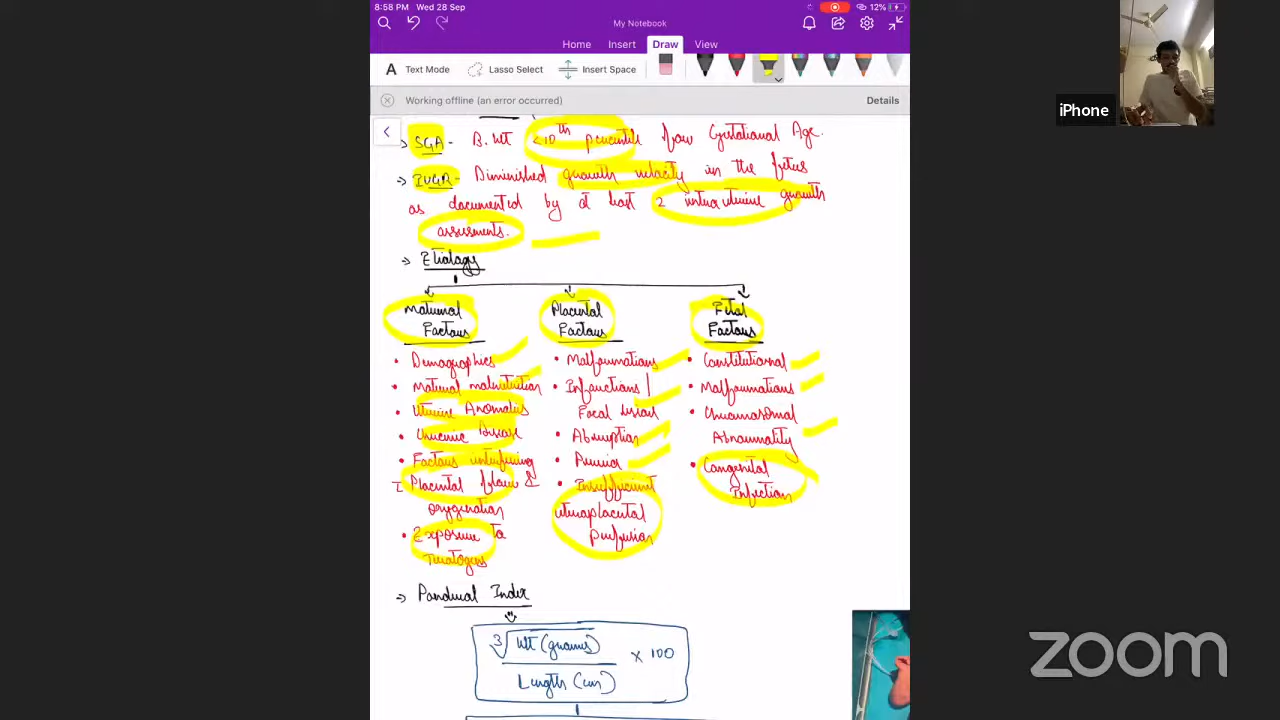 8:58 PM Wed 28 Sep
12%
My Notebook
Home Insert Draw View
A Text Mode Lasso Select Insert Space
Working offline (an error occurred) Details
iPhone
→ SGA - B. Wt <10th percentile for Gestational Age.
→ IUGR - Diminished growth velocity in the fetus
as documented by at least 2 intrauterine growth
assessments.
→ Etiology
Maternal
Factors
• Demographics
• Maternal malnutrition
• Uterine Anomalies
• Chronic Disease
• Factors interfering
Placental flow &
oxygenation
• Exposure to
Teratogens
Placental
Factors
• Malformations
• Infarctions |
Focal lesions
• Abruption
• Previa
• Insufficient
uteroplacental
perfusion
Fetal
Factors
• Constitutional
• Malformations
• Chromosomal
Abnormality
• Congenital
Infection
→ Ponderal Index
3√Wt (grams)
Length (cm)
x 100
zoom